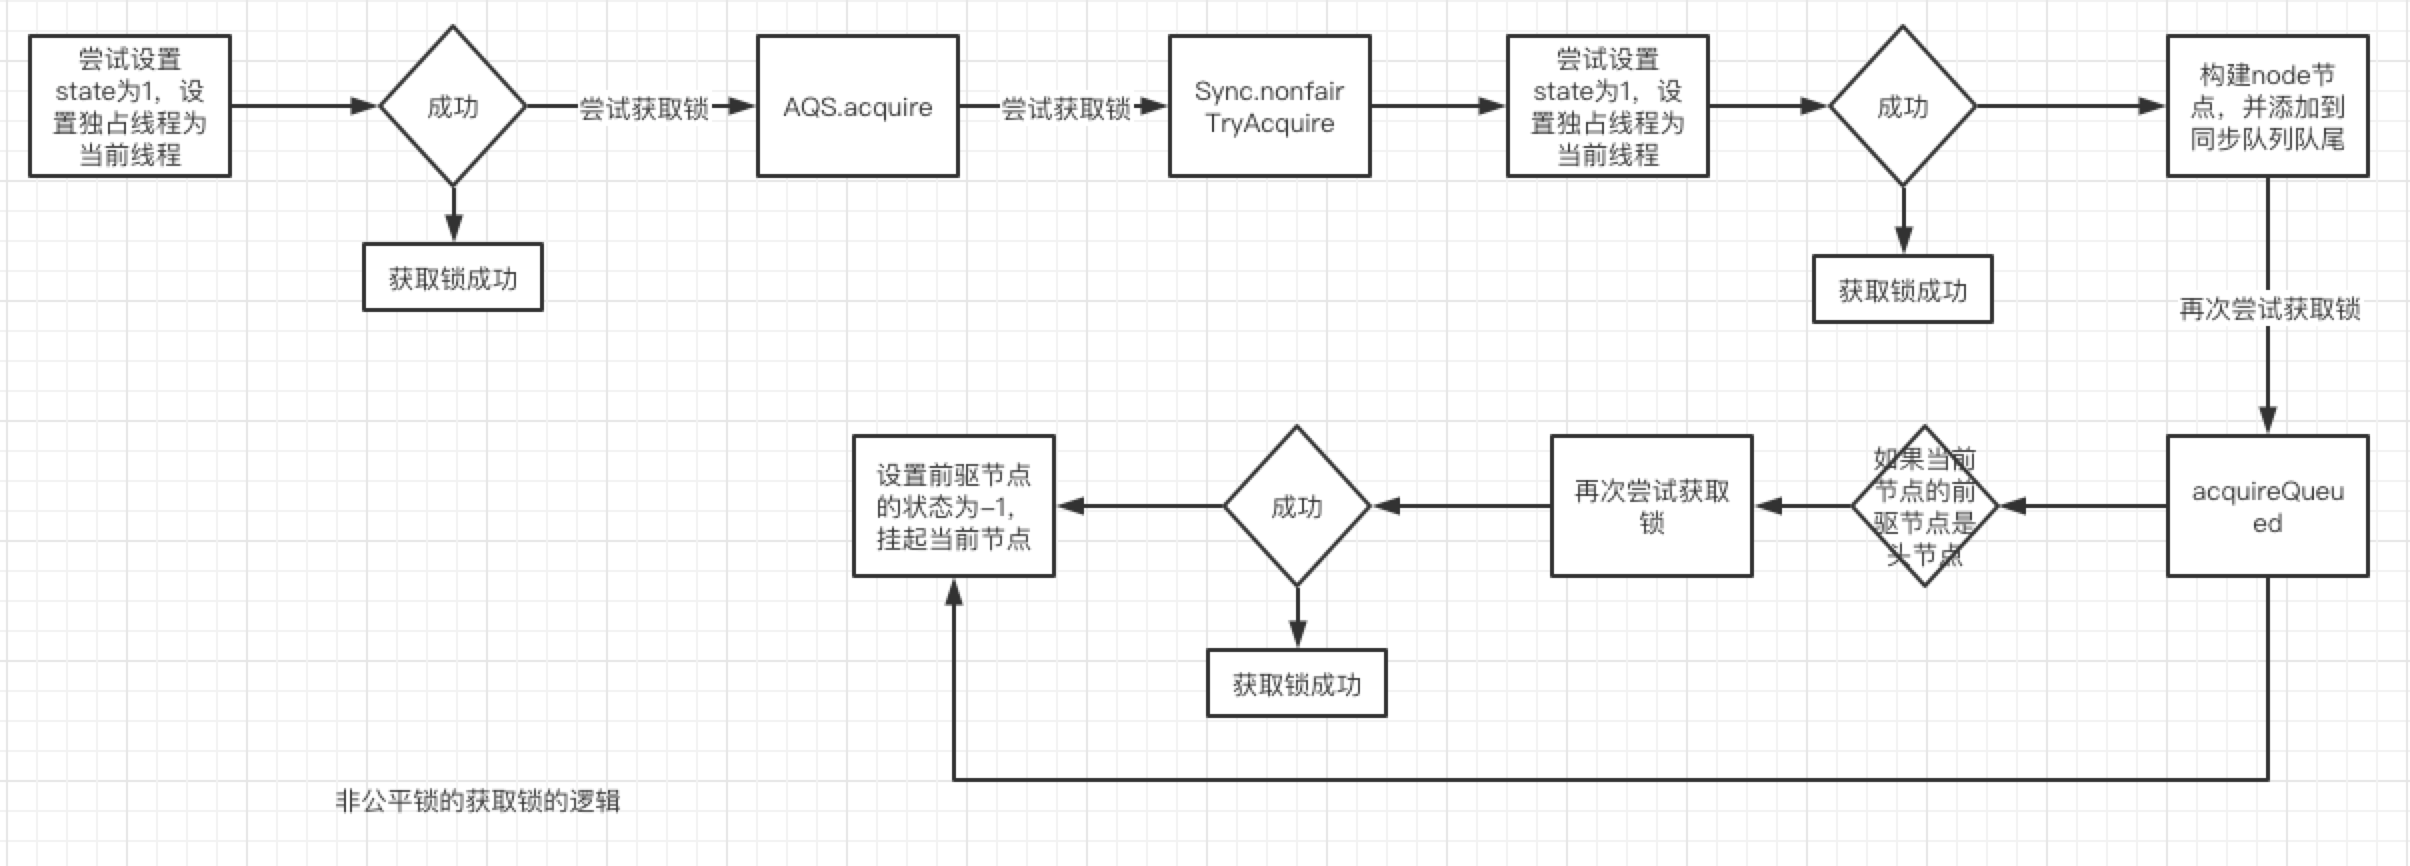 尝试设置
state为1，设
置独占线程为
当前线程
成功
尝试获取锁
AQS.acquire
尝试获取锁
Sync.nonfair
TryAcquire
尝试设置
state为1，设
置独占线程为
当前线程
成功
构建node节
点，并添加到
同步队列队尾
获取锁成功
获取锁成功
再次尝试获取锁
设置前驱节点
的状态为-1，
挂起当前节点
成功
再次尝试获取
锁
如果当前
节点的前
驱节点是
头节点
acquireQueu
ed
获取锁成功
非公平锁的获取锁的逻辑